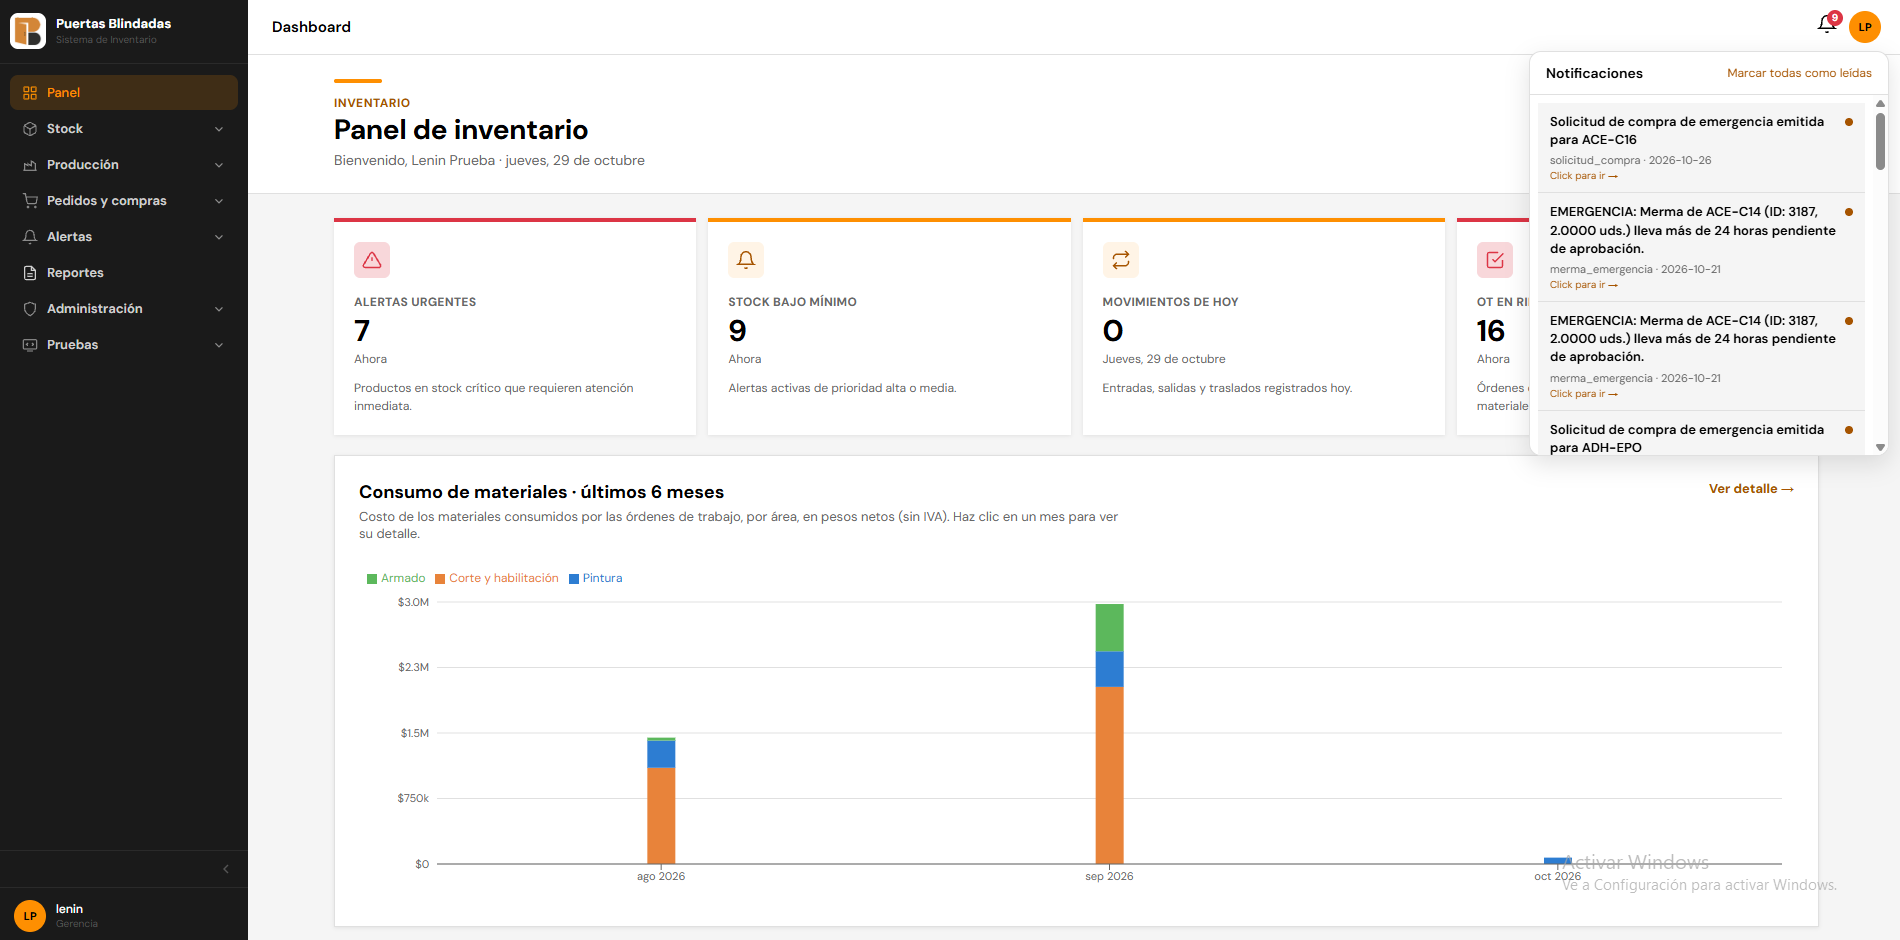 Puertas Blindadas
Sistema de Inventario
Panel
Stock
Producción
Pedidos y compras
Alertas
Reportes
Administración
Pruebas
LP
lenin
Gerencia
Dashboard
9
LP
INVENTARIO
Panel de inventario
Bienvenido, Lenin Prueba · jueves, 29 de octubre
ALERTAS URGENTES
7
Ahora
Productos en stock crítico que requieren atención
inmediata.
STOCK BAJO MÍNIMO
9
Ahora
Alertas activas de prioridad alta o media.
MOVIMIENTOS DE HOY
0
Jueves, 29 de octubre
Entradas, salidas y traslados registrados hoy.
OT EN RI
16
Ahora
Órdenes
materiale
Notificaciones
Marcar todas como leídas
Solicitud de compra de emergencia emitida
para ACE-C16
solicitud_compra · 2026-10-26
Click para ir →
EMERGENCIA: Merma de ACE-C14 (ID: 3187,
2.0000 uds.) lleva más de 24 horas pendiente
de aprobación.
merma_emergencia · 2026-10-21
Click para ir →
EMERGENCIA: Merma de ACE-C14 (ID: 3187,
2.0000 uds.) lleva más de 24 horas pendiente
de aprobación.
merma_emergencia · 2026-10-21
Click para ir →
Solicitud de compra de emergencia emitida
para ADH-EPO
Consumo de materiales · últimos 6 meses
Ver detalle →
Costo de los materiales consumidos por las órdenes de trabajo, por área, en pesos netos (sin IVA). Haz clic en un mes para ver
su detalle.
Armado Corte y habilitación Pintura
$3.0M
$2.3M
$1.5M
$750k
$0
ago 2026
sep 2026
oct 2026
Activar Windows
Ve a Configuración para activar Windows.